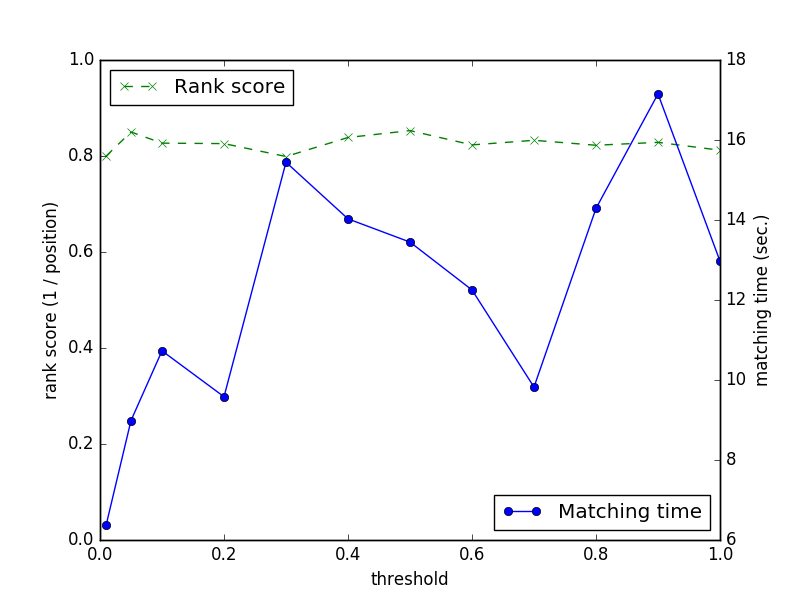 Rank score
1.0
0.8
0.6
0.4
0.2
0.0
rank score (1 / position)
18
16
14
12
10
8
6
matching time (sec.)
Matching time
0.0 0.2 0.4 0.6 0.8 1.0
threshold